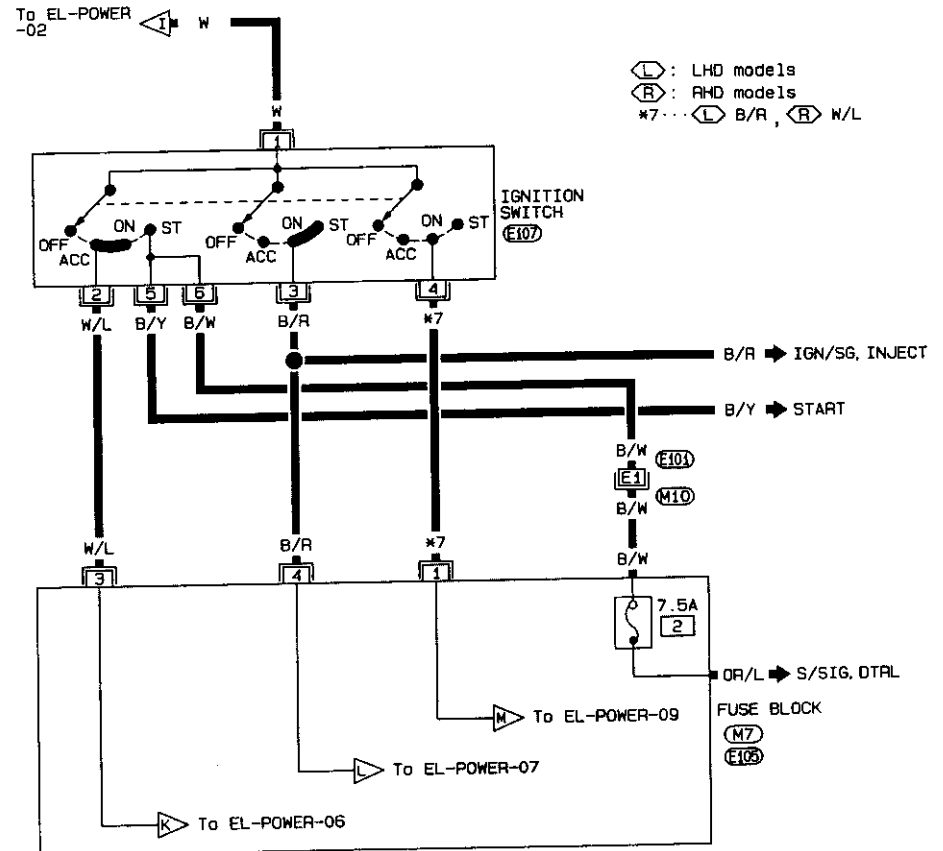 To EL-POWER
-02
I
W
L : LHD models
R : RHD models
*7··· L B/R , R W/L
W
1
IGNITION
SWITCH
E107
OFF ACC ON ST
OFF ACC ON ST
OFF ACC ON ST
2 5 6 3 4
W/L B/Y B/W B/R *7
B/R IGN/SG, INJECT
B/Y START
B/W E101
E1
M10
B/W
W/L B/R *7 B/W
3 4 1
7.5A
2
OR/L S/SIG, DTRL
FUSE BLOCK
M7
E105
M To EL-POWER-09
L To EL-POWER-07
K To EL-POWER-06